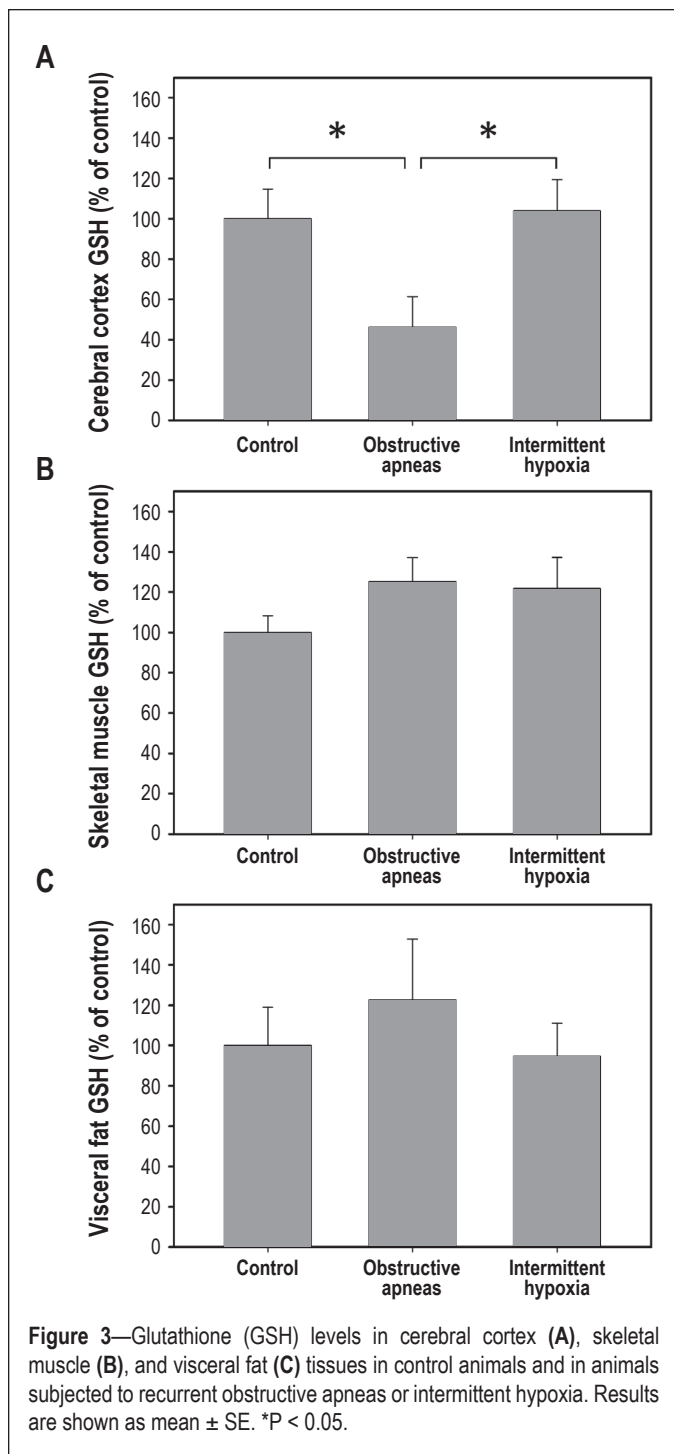 A
Cerebral cortex GSH (% of control)
160
140
120
100
80
60
40
20
0
*
*
Control
Obstructive
apneas
Intermittent
hypoxia
B
Skeletal muscle GSH (% of control)
160
140
120
100
80
60
40
20
0
Control
Obstructive
apneas
Intermittent
hypoxia
C
Visceral fat GSH (% of control)
160
140
120
100
80
60
40
20
0
Control
Obstructive
apneas
Intermittent
hypoxia
Figure 3—Glutathione (GSH) levels in cerebral cortex (A), skeletal
muscle (B), and visceral fat (C) tissues in control animals and in animals
subjected to recurrent obstructive apneas or intermittent hypoxia. Results
are shown as mean ± SE. *P < 0.05.